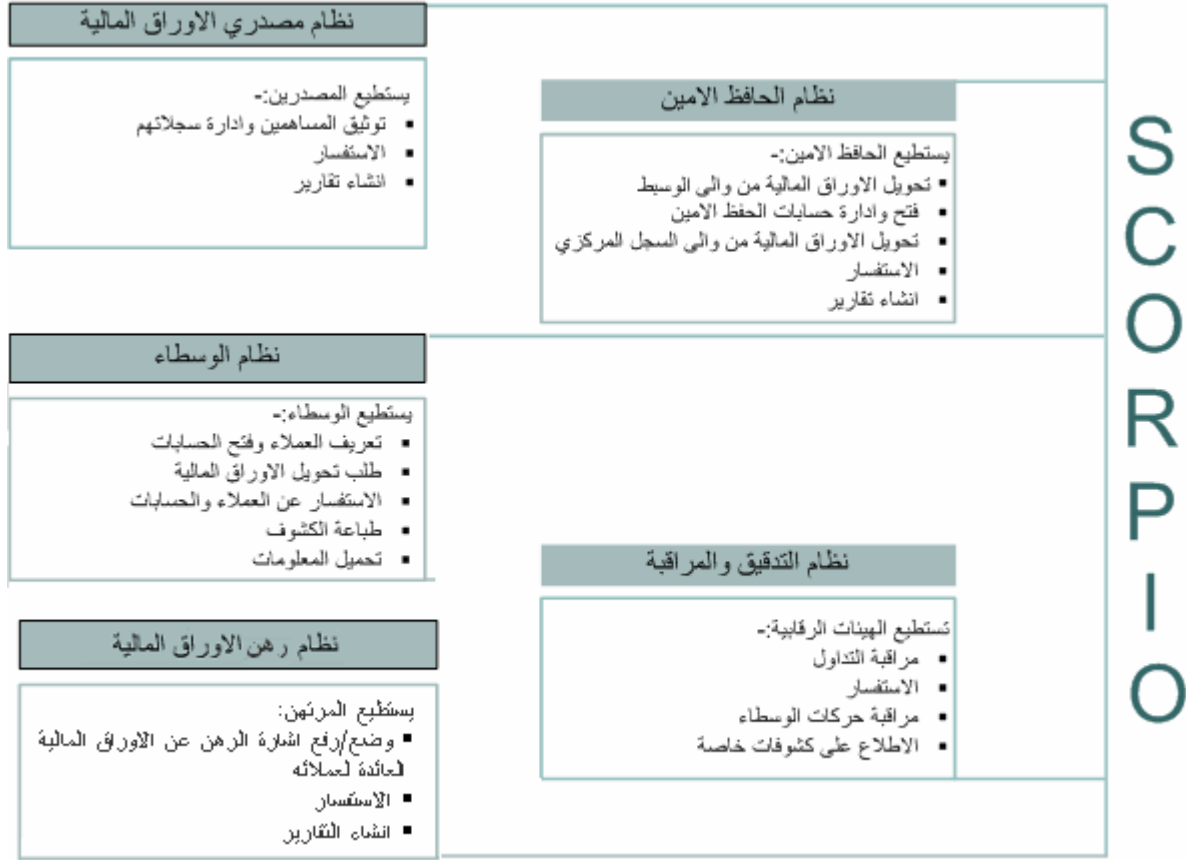 نظام مصدري الاوراق المالية
يستطيع المصدرين:-
▪ توثيق المساهمين وادارة سجلاتهم
▪ الاستفسار
▪ انشاء تقارير
نظام الحافظ الامين
يستطيع الحافظ الامين:-
▪ تحويل الاوراق المالية من والى الوسيط
▪ فتح وادارة حسابات الحفظ الامين
▪ تحويل الاوراق المالية من والى السجل المركزي
▪ الاستفسار
▪ انشاء تقارير
نظام الوسطاء
يستطيع الوسطاء:-
▪ تعريف العملاء وفتح الحسابات
▪ طلب تحويل الاوراق المالية
▪ الاستفسار عن العملاء والحسابات
▪ طباعة الكشوف
▪ تحميل المعلومات
نظام التدقيق والمراقبة
تستطيع الهيئات الرقابية:-
▪ مراقبة التداول
▪ الاستفسار
▪ مراقبة حركات الوسطاء
▪ الاطلاع على كشوفات خاصة
نظام رهن الاوراق المالية
يستطيع المرتهن:
▪ وضع/رفع اشارة الرهن عن الاوراق المالية
العائدة لعملائه
▪ الاستفسار
▪ انشاء التقارير
S
C
O
R
P
I
O